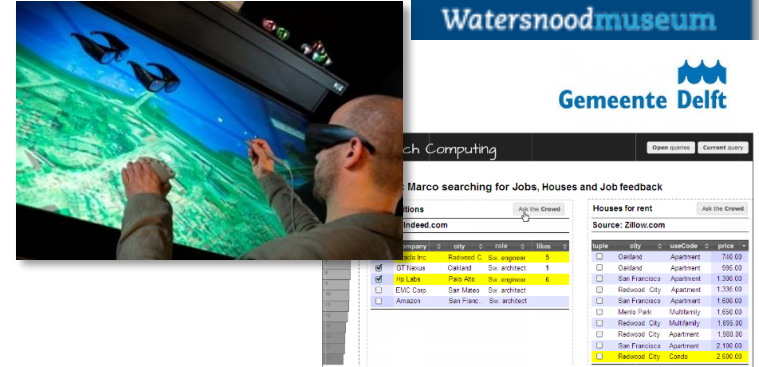 Watersnoodmuseum
Gemeente Delft
ch Computing
Open queries Current query
Marco searching for Jobs, Houses and Job feedback
itions Ask the Crowd
Indeed.com
ompany city role likes
acle Inc. Redwood C Sw. engineer 5
GT Nexus Oakland Sw. architect 1
Hp Labs Palo Alto Sw. engineer 6
EMC Corp. San Mateo Sw. architect
Amazon San Franc.. Sw. architect
Houses for rent Ask the Crowd
Source: Zillow.com
tuple city useCode price
Oakland Apartment 740.00
Oakland Apartment 995.00
San Francisco Apartment 1,300.00
Redwood City Apartment 1,335.00
San Francisco Apartment 1,600.00
Menlo Park Multifamily 1,650.00
Redwood City Multifamily 1,695.00
Redwood City Apartment 1,980.00
San Francisco Apartment 2,100.00
Redwood City Condo 2,600.00